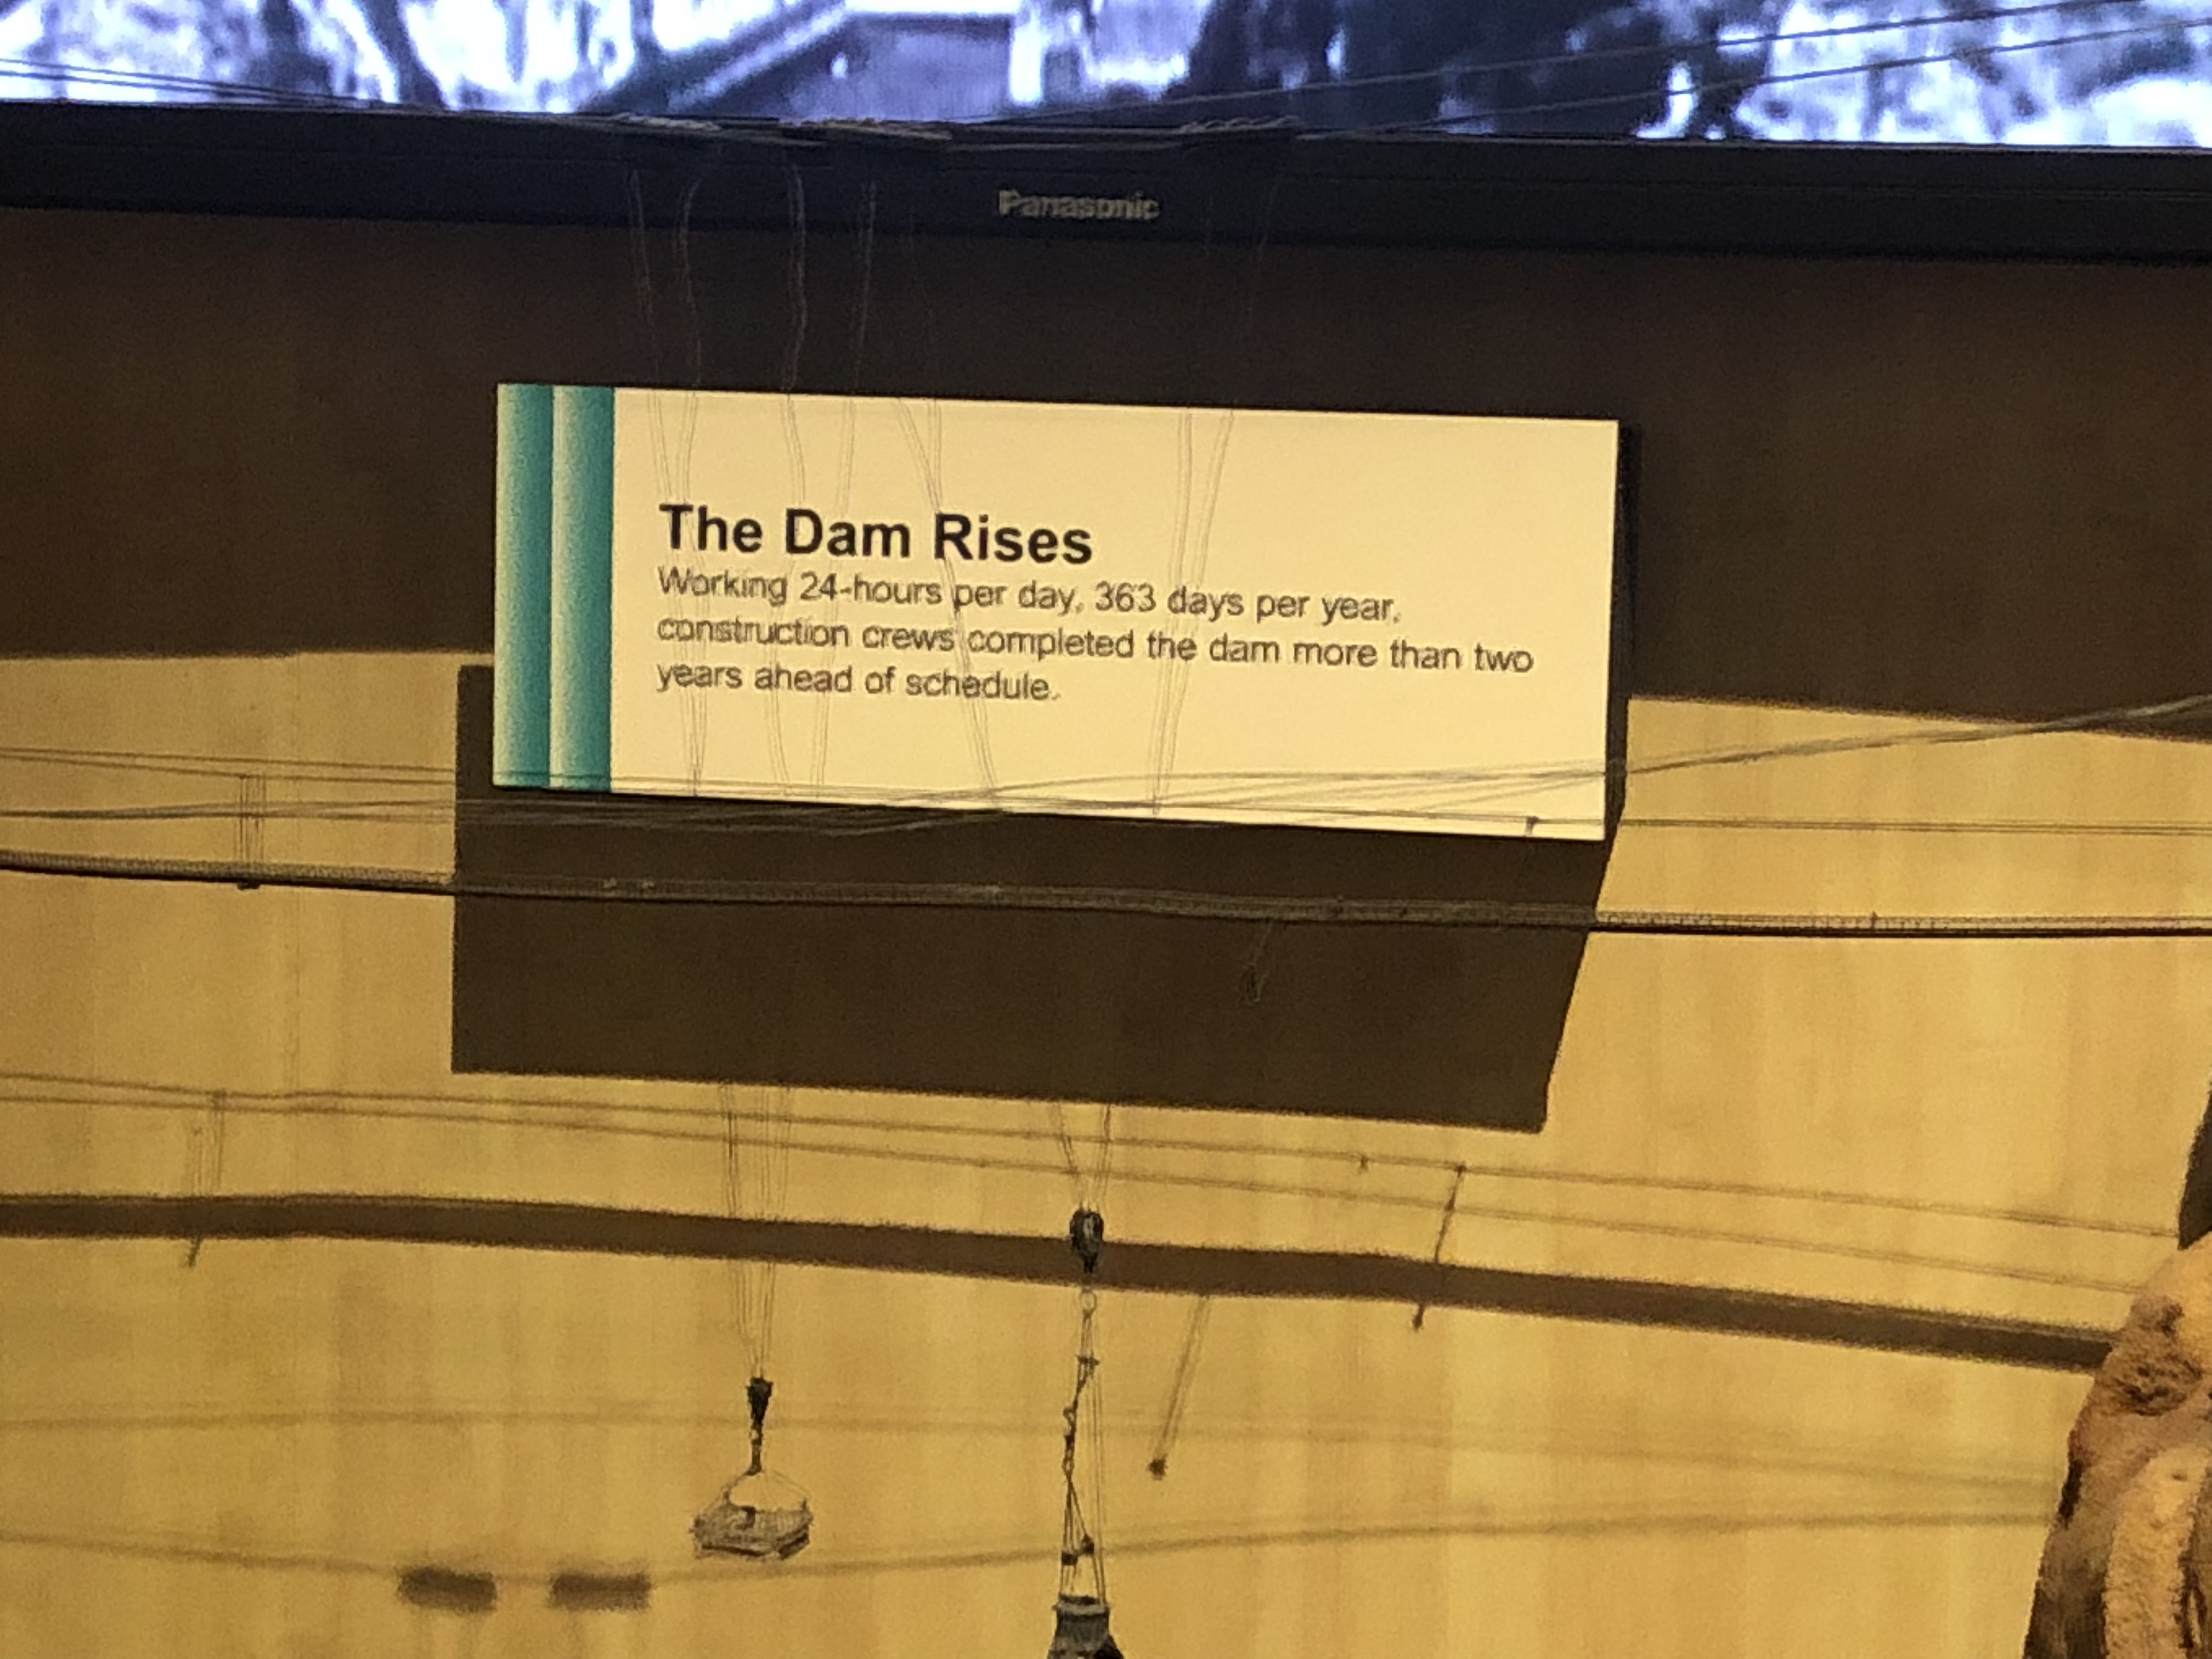 Panasonic
The Dam Rises
Working 24-hours per day, 363 days per year,
construction crews completed the dam more than two
years ahead of schedule.